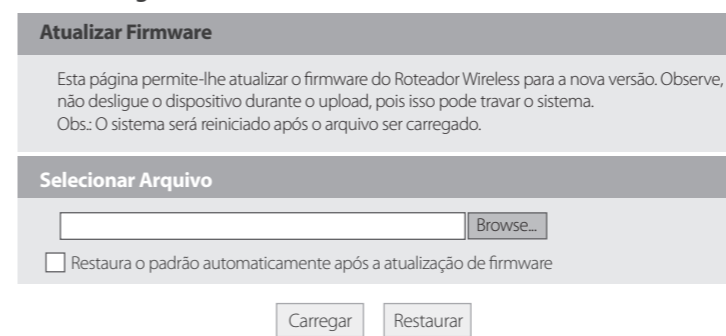 Atualizar Firmware
Esta página permite-lhe atualizar o firmware do Roteador Wireless para a nova versão. Observe,
não desligue o dispositivo durante o upload, pois isso pode travar o sistema.
Obs.: O sistema será reiniciado após o arquivo ser carregado.
Selecionar Arquivo
Browse...
Restaura o padrão automaticamente após a atualização de firmware
Carregar Restaurar